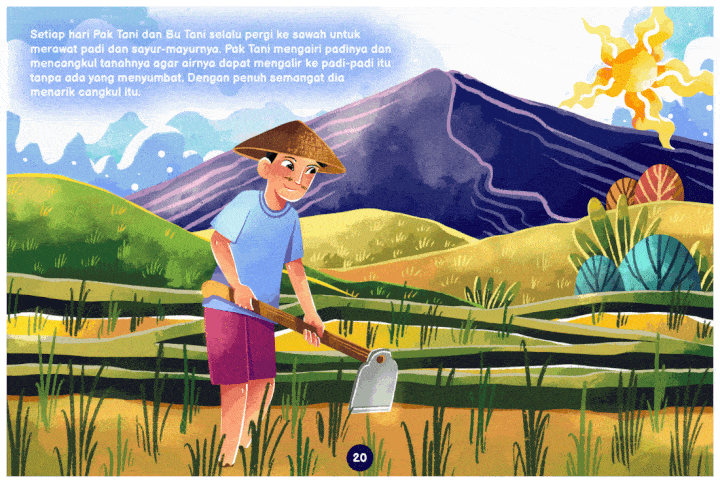 Setiap hari Pak Tani dan Bu Tani selalu pergi ke sawah untuk
merawat padi dan sayur-mayurnya. Pak Tani mengairi padinya dan
mencangkul tanahnya agar airnya dapat mengalir ke padi-padi itu
tanpa ada yang menyumbat. Dengan penuh semangat dia
menarik cangkul itu.
20